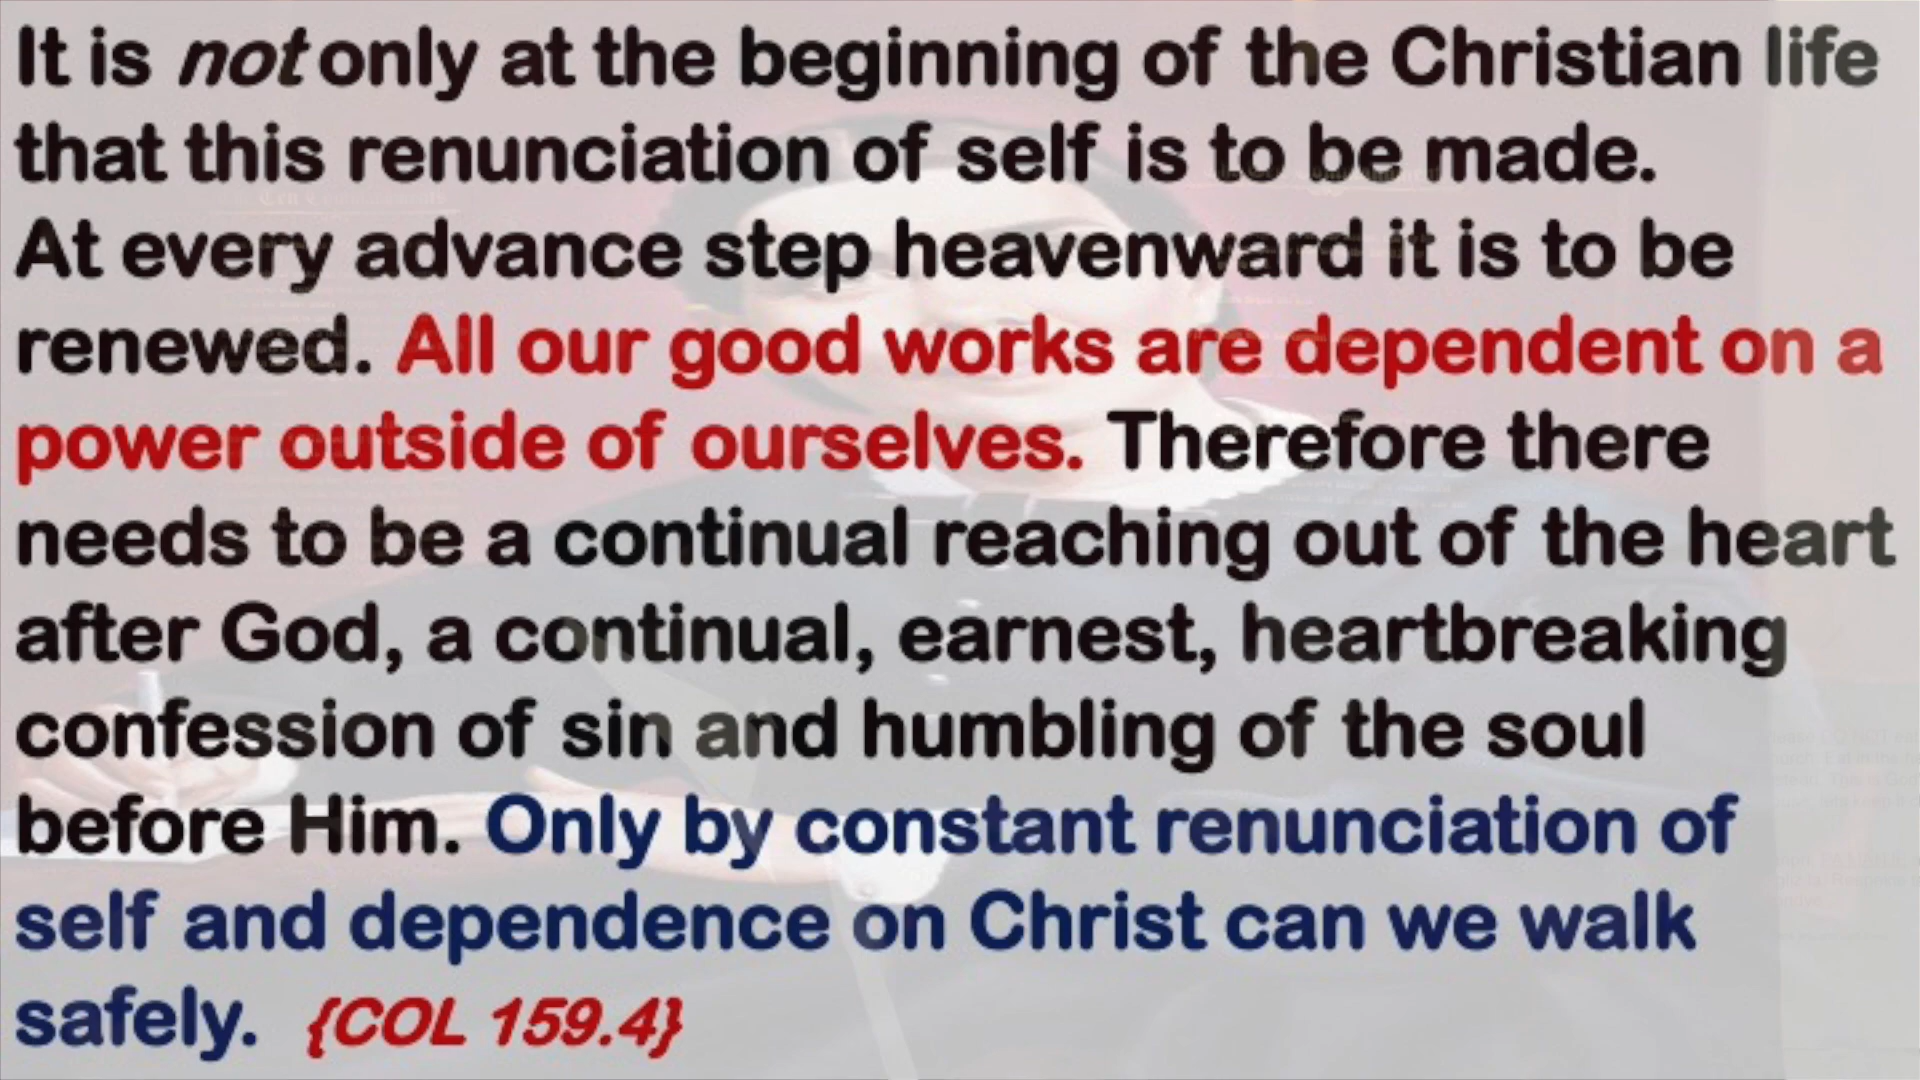 It is not only at the beginning of the Christian life
that this renunciation of self is to be made.
At every advance step heavenward it is to be
renewed. All our good works are dependent on a
power outside of ourselves. Therefore there
needs to be a continual reaching out of the heart
after God, a continual, earnest, heartbreaking
confession of sin and humbling of the soul
before Him. Only by constant renunciation of
self and dependence on Christ can we walk
safely. {COL 159.4}